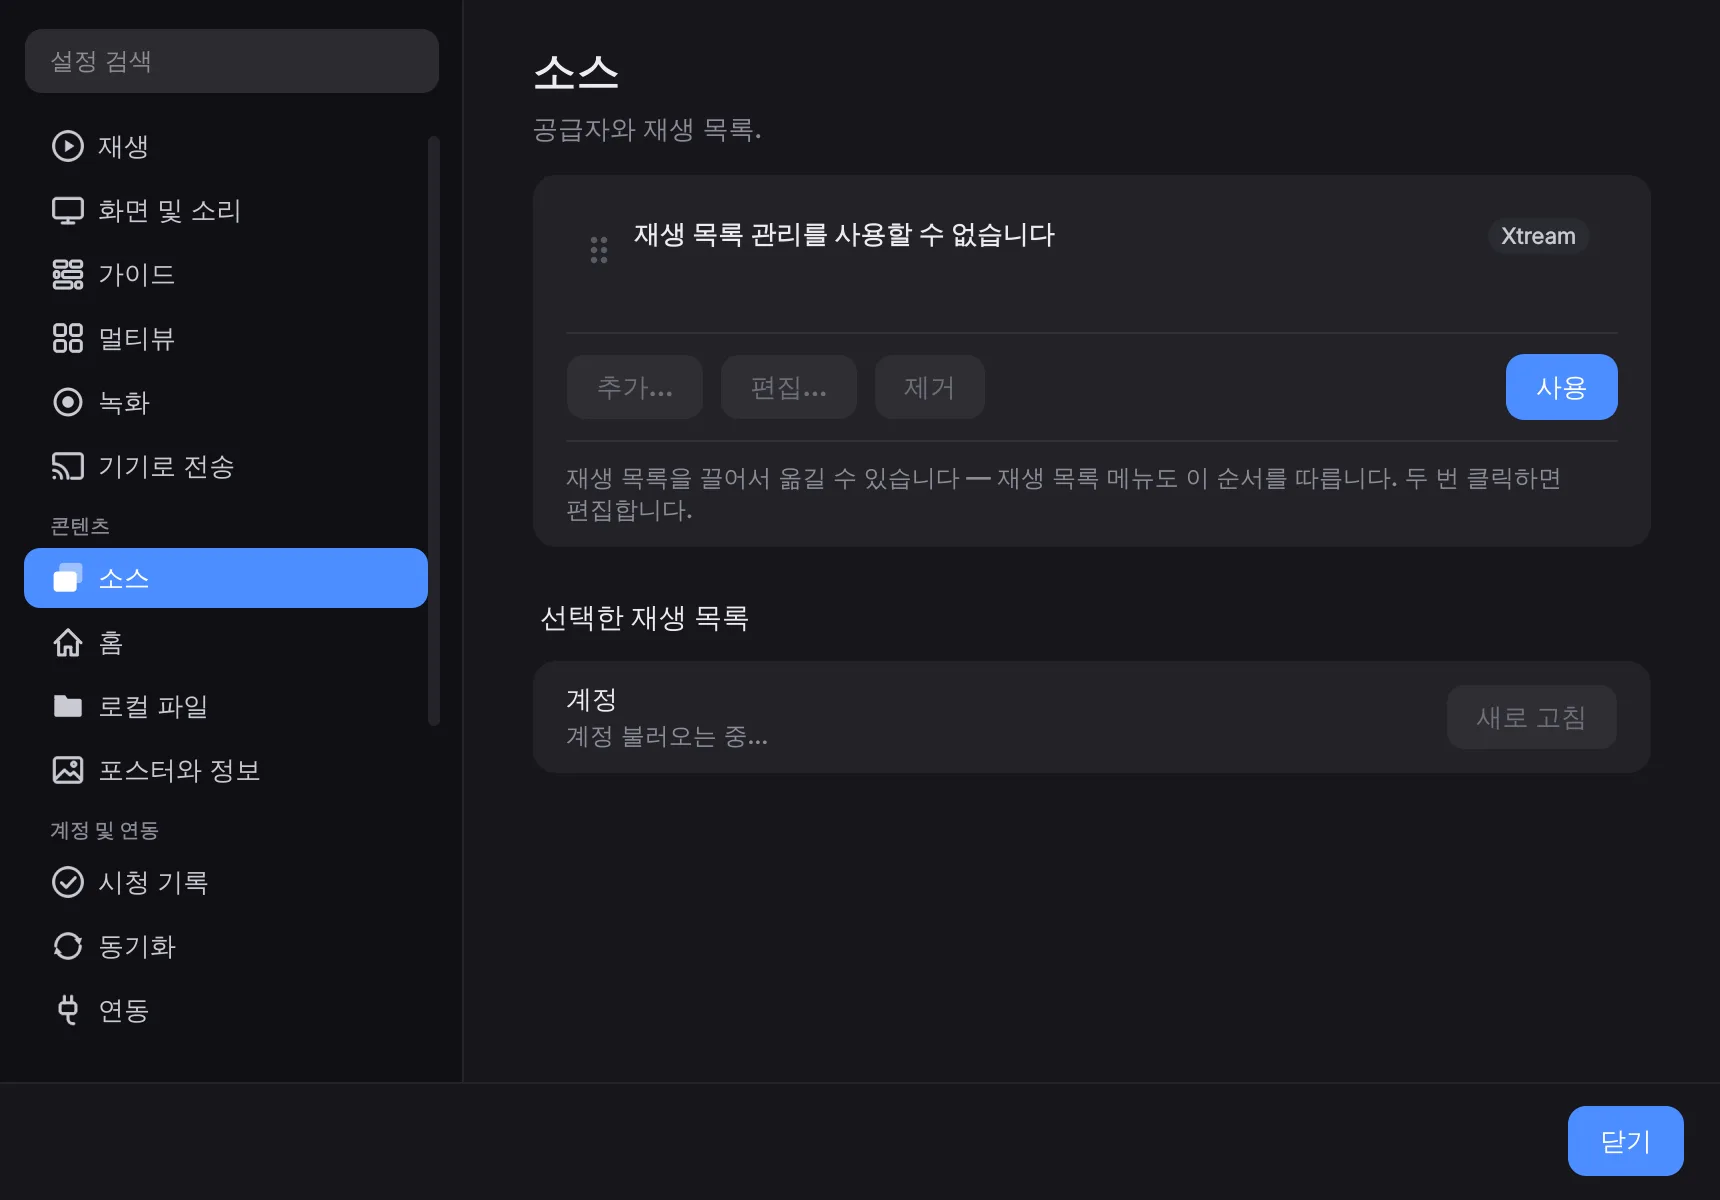 설정 검색
재생
화면 및 소리
가이드
멀티뷰
녹화
기기로 전송
콘텐츠
소스
홈
로컬 파일
포스터와 정보
계정 및 연동
시청 기록
동기화
연동
소스
공급자와 재생 목록.
재생 목록 관리를 사용할 수 없습니다
Xtream
추가...
편집...
제거
사용
재생 목록을 끌어서 옮길 수 있습니다 — 재생 목록 메뉴도 이 순서를 따릅니다. 두 번 클릭하면
편집합니다.
선택한 재생 목록
계정
계정 불러오는 중...
새로 고침
닫기